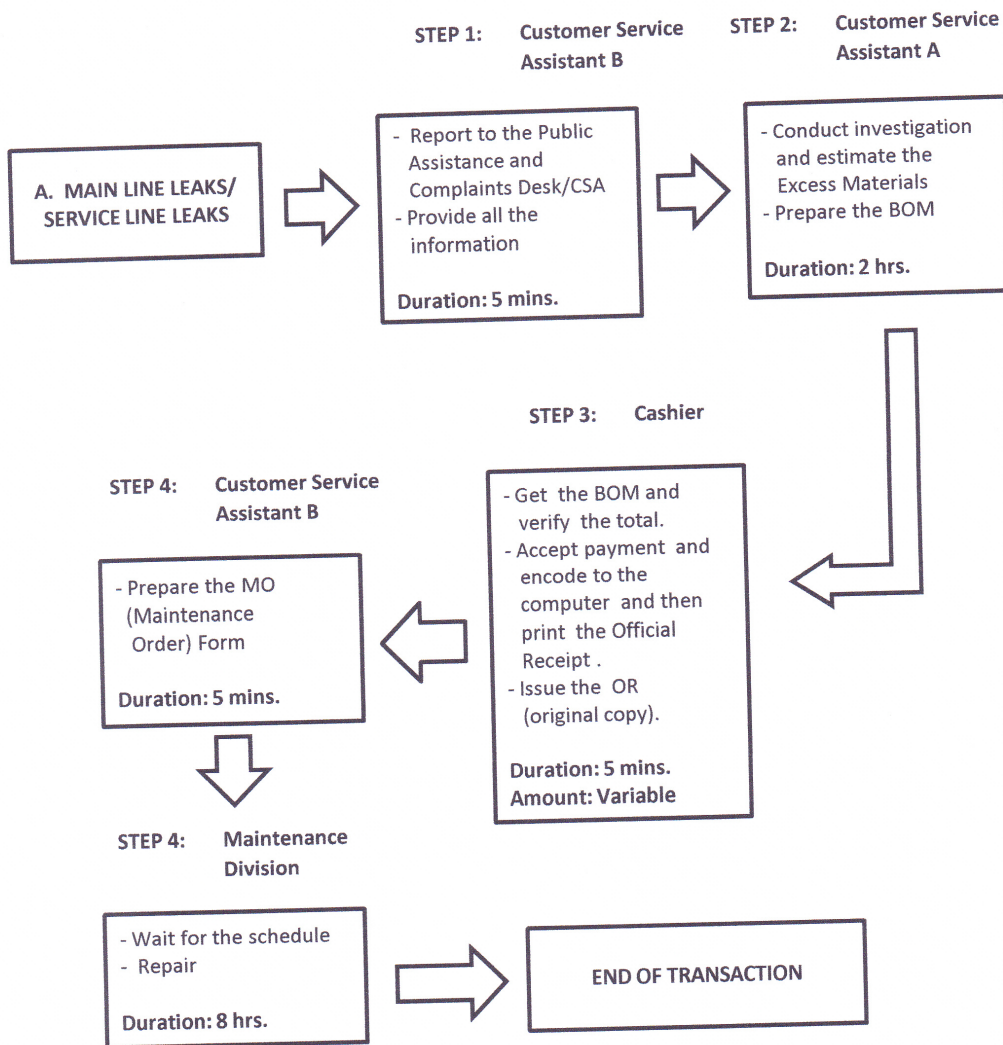 STEP 1: Customer Service
Assistant B
STEP 2: Customer Service
Assistant A
A. MAIN LINE LEAKS/
SERVICE LINE LEAKS
- Report to the Public
Assistance and
Complaints Desk/CSA
- Provide all the
information
Duration: 5 mins.
- Conduct investigation
and estimate the
Excess Materials
- Prepare the BOM
Duration: 2 hrs.
STEP 3: Cashier
- Get the BOM and
verify the total.
- Accept payment and
encode to the
computer and then
print the Official
Receipt .
- Issue the OR
(original copy).
Duration: 5 mins.
Amount: Variable
STEP 4: Customer Service
Assistant B
- Prepare the MO
(Maintenance
Order) Form
Duration: 5 mins.
STEP 4: Maintenance
Division
- Wait for the schedule
- Repair
Duration: 8 hrs.
END OF TRANSACTION